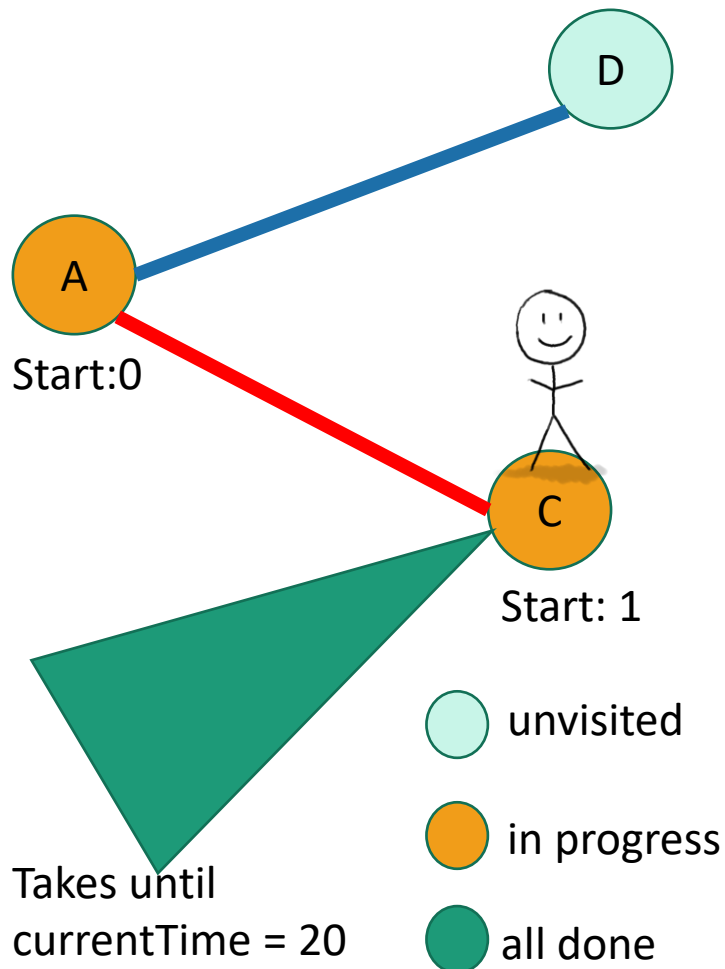 D
A
Start:0
C
Start: 1
unvisited
in progress
Takes until
currentTime = 20
all done